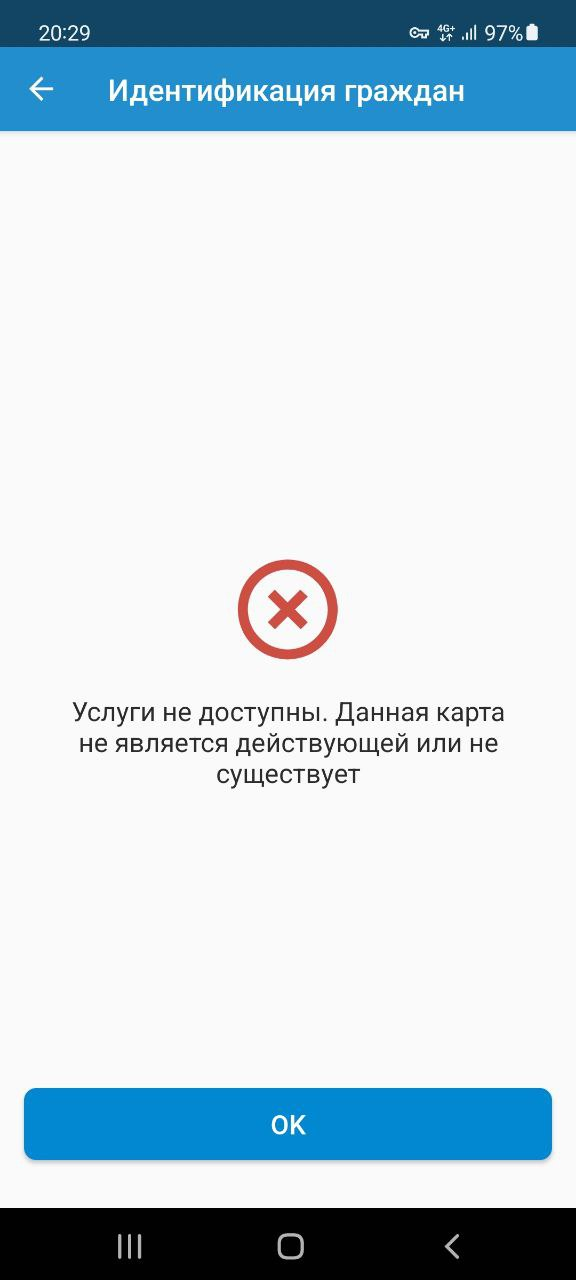 20:29 4G+ 97%
Идентификация граждан
Услуги не доступны. Данная карта
не является действующей или не
существует
OK